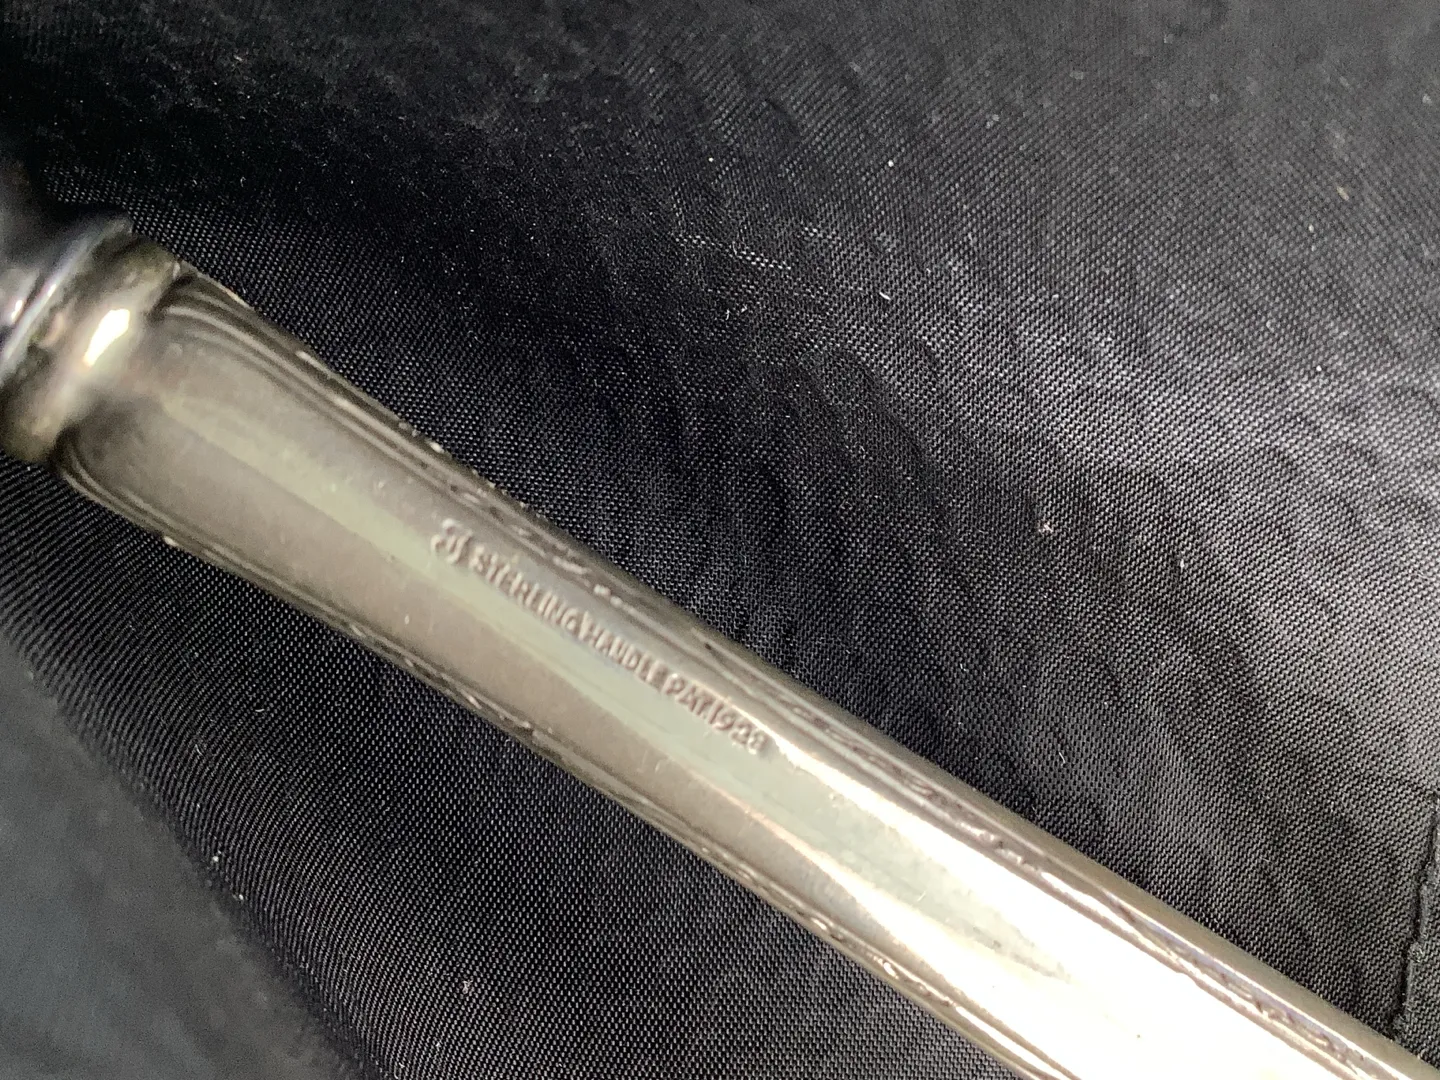 STERLING HANDLE PAT. 1928